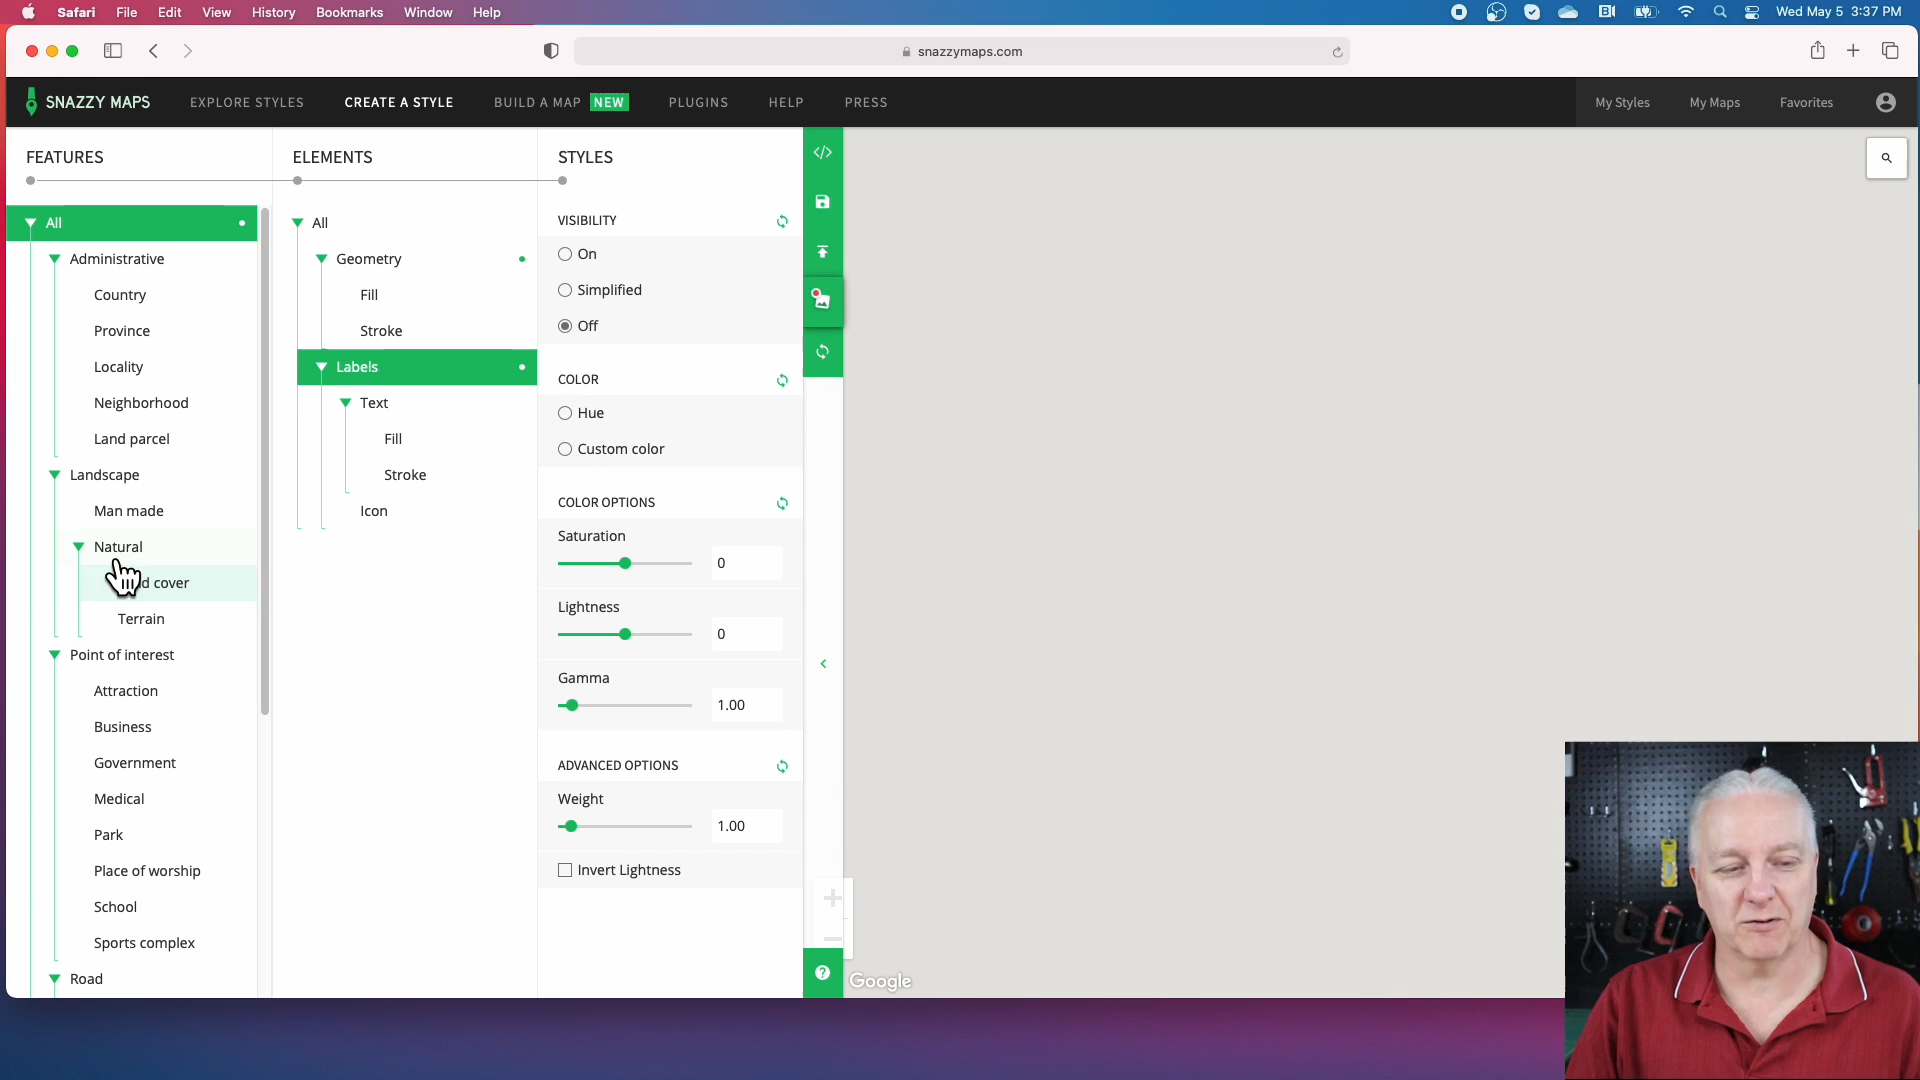 Safari File Edit View History Bookmarks Window Help Wed May 5 3:37 PM
snazzymaps.com
SNAZZY MAPS EXPLORE STYLES CREATE A STYLE BUILD A MAP NEW PLUGINS HELP PRESS My Styles My Maps Favorites
FEATURES
All
Administrative
Country
Province
Locality
Neighborhood
Land parcel
Landscape
Man made
Natural
d cover
Terrain
Point of interest
Attraction
Business
Government
Medical
Park
Place of worship
School
Sports complex
Road
ELEMENTS
All
Geometry
Fill
Stroke
Labels
Text
Fill
Stroke
Icon
STYLES
VISIBILITY
On
Simplified
Off
COLOR
Hue
Custom color
COLOR OPTIONS
Saturation
0
Lightness
0
Gamma
1.00
ADVANCED OPTIONS
Weight
1.00
Invert Lightness
Google